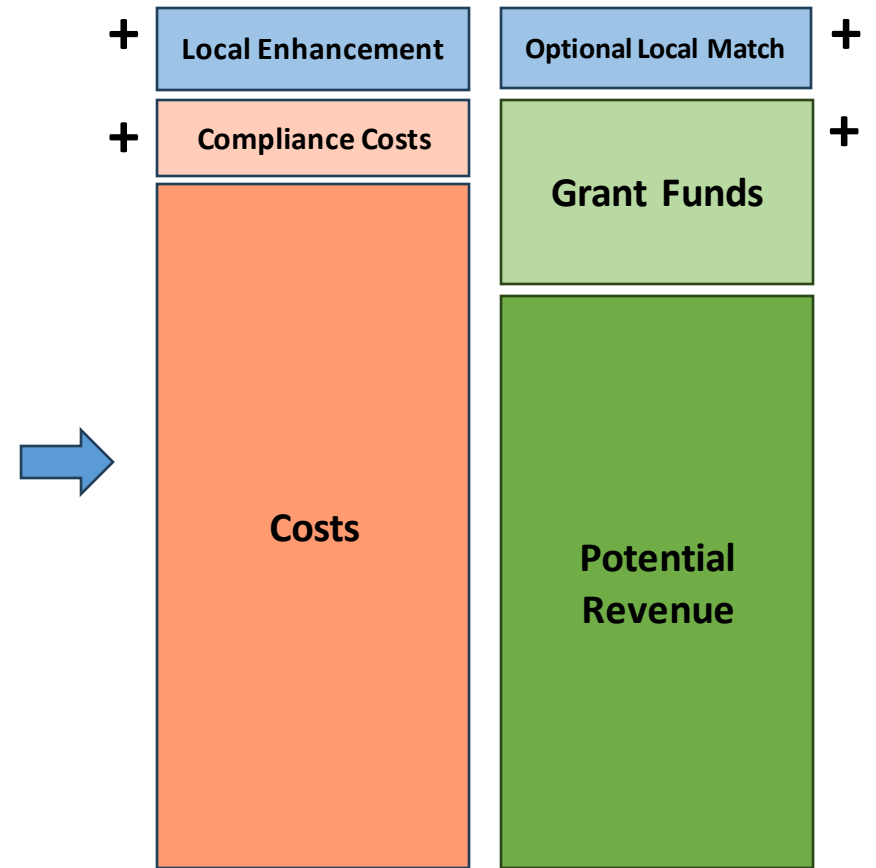 + Local Enhancement Optional Local Match +
+ Compliance Costs +
Grant Funds
Costs
Potential
Revenue